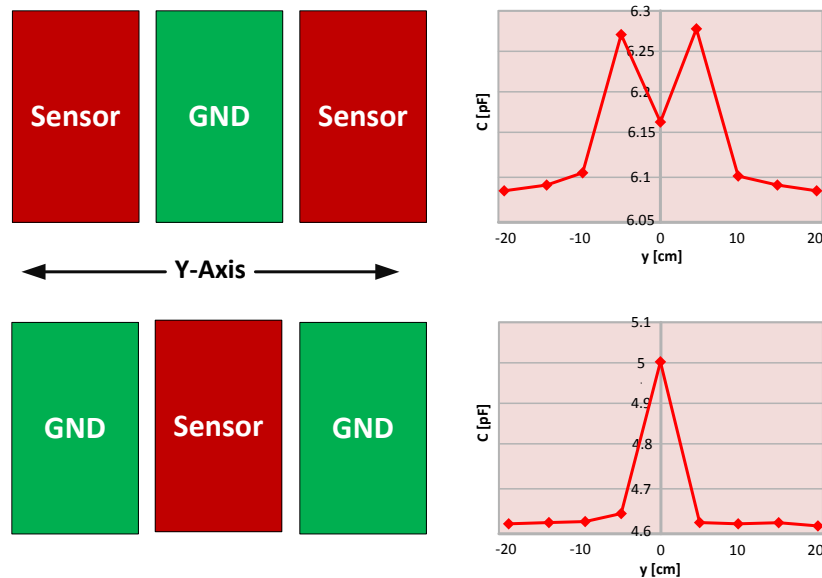 Sensor GND Sensor
6.3
6.25
6.2
6.15
6.1
6.05
C [pF]
-20 -10 0 10 20
y [cm]
Y-Axis
GND Sensor GND
5.1
5
4.9
4.8
4.7
4.6
C [pF]
-20 -10 0 10 20
y [cm]